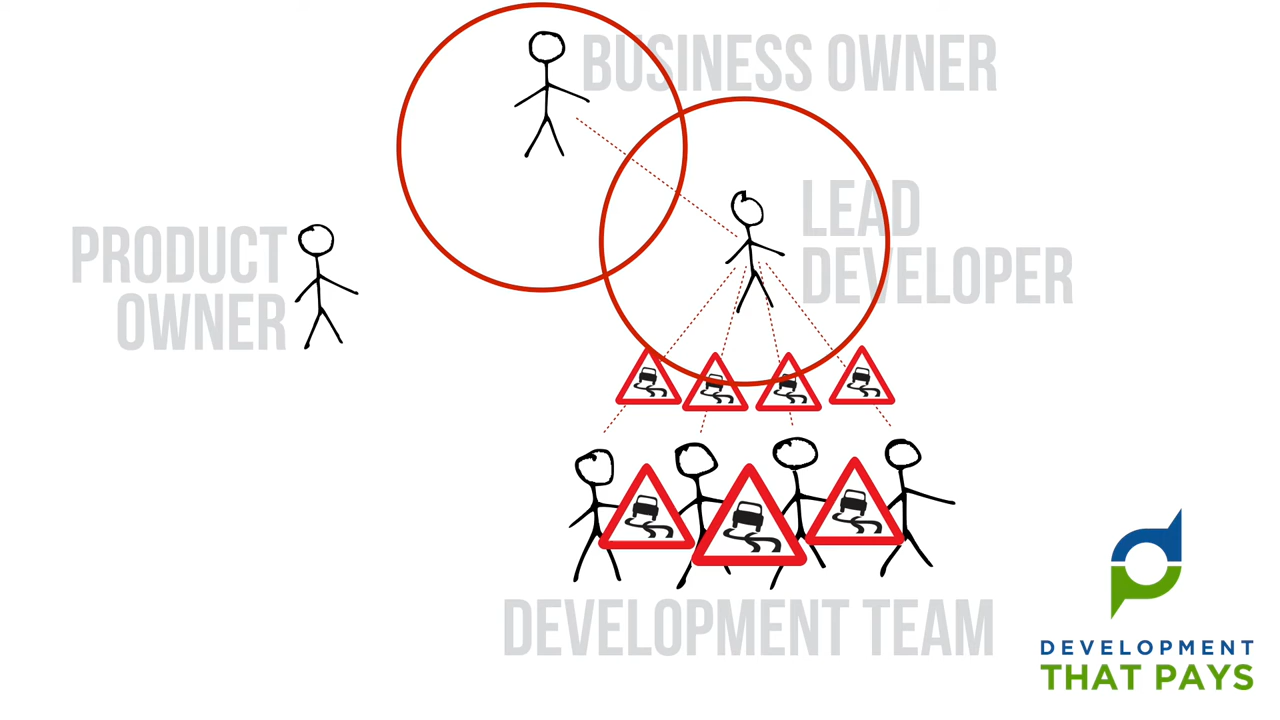 BUSINESS OWNER
LEAD
DEVELOPER
PRODUCT
OWNER
DEVELOPMENT TEAM
DEVELOPMENT
THAT PAYS